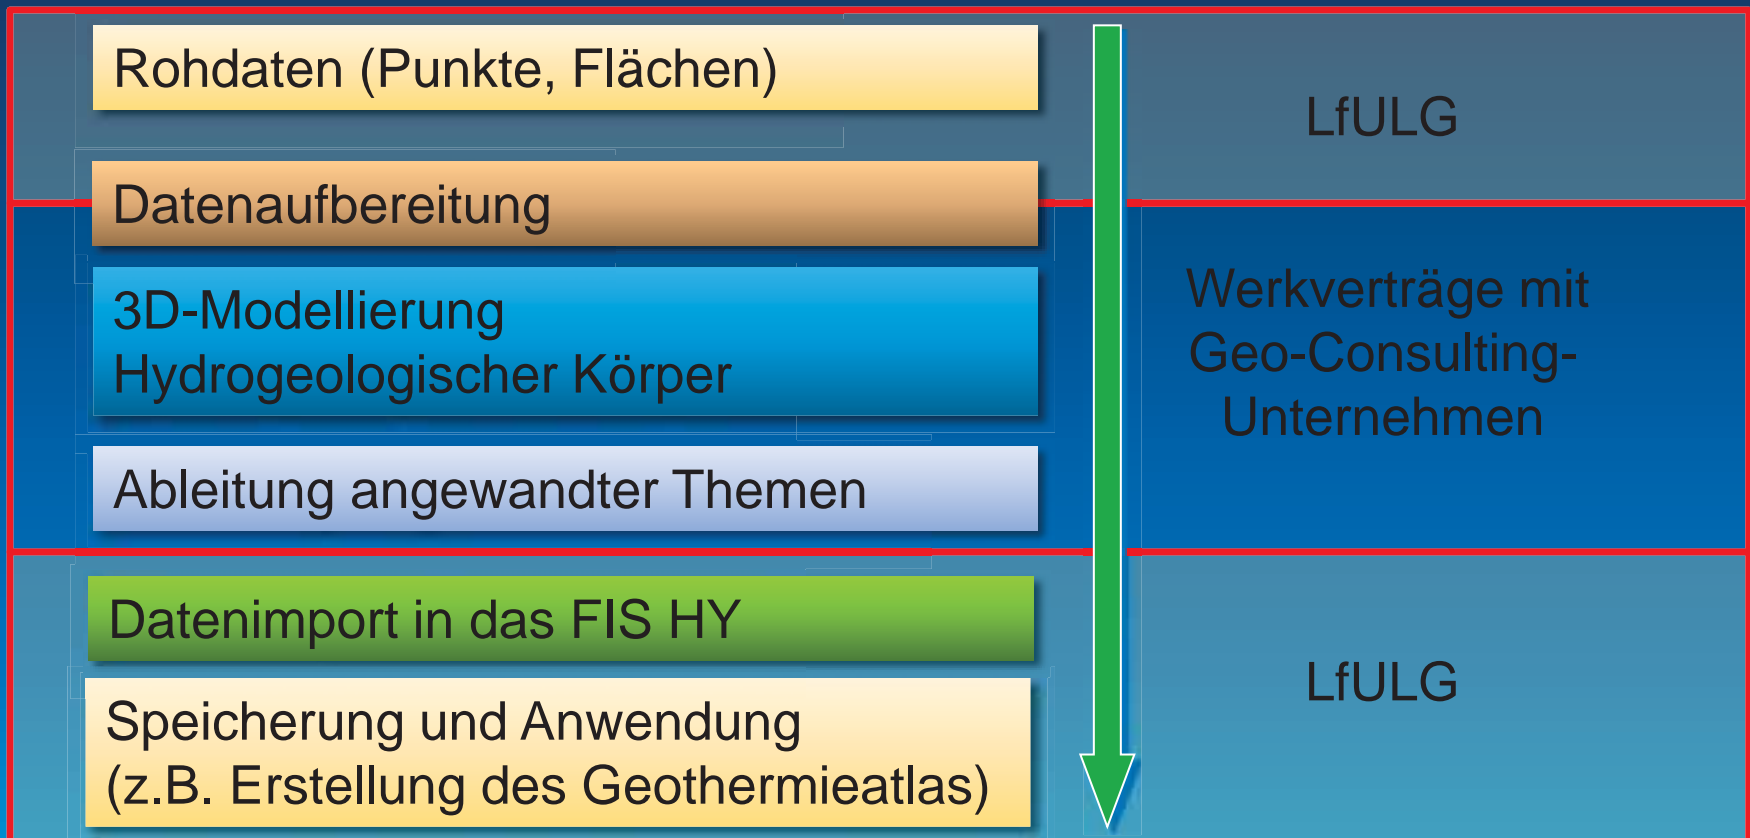 Rohdaten (Punkte, Flächen)
LfULG
Datenaufbereitung
3D-Modellierung
Hydrogeologischer Körper
Werkverträge mit
Geo-Consulting-
Unternehmen
Ableitung angewandter Themen
Datenimport in das FIS HY
Speicherung und Anwendung
(z.B. Erstellung des Geothermieatlas)
LfULG